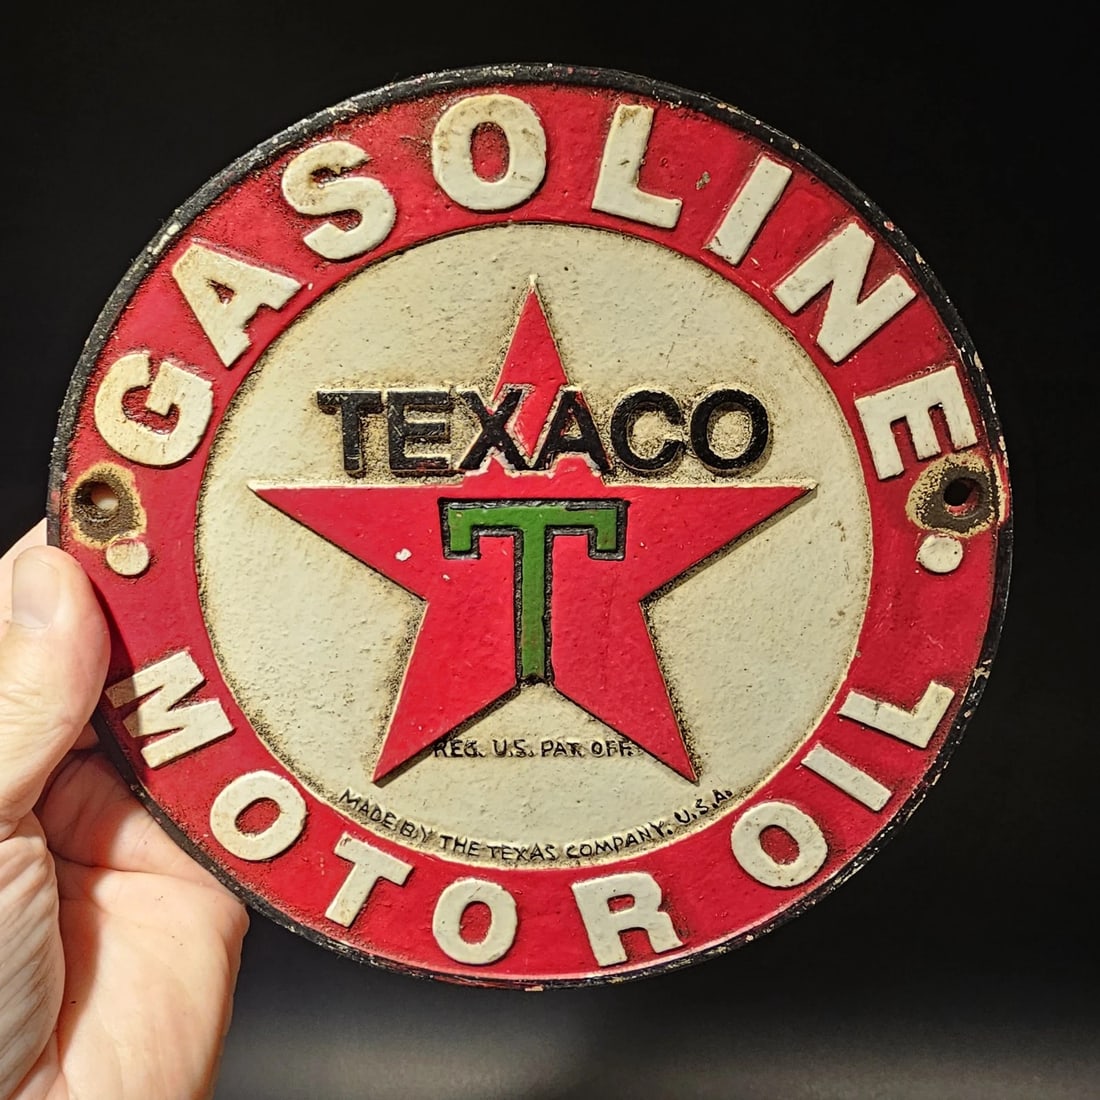 GASOLINE
TEXACO
T
REG. U.S. PAT. OFF.
MADE BY THE TEXAS COMPANY, U.S.A.
MOTOR OIL